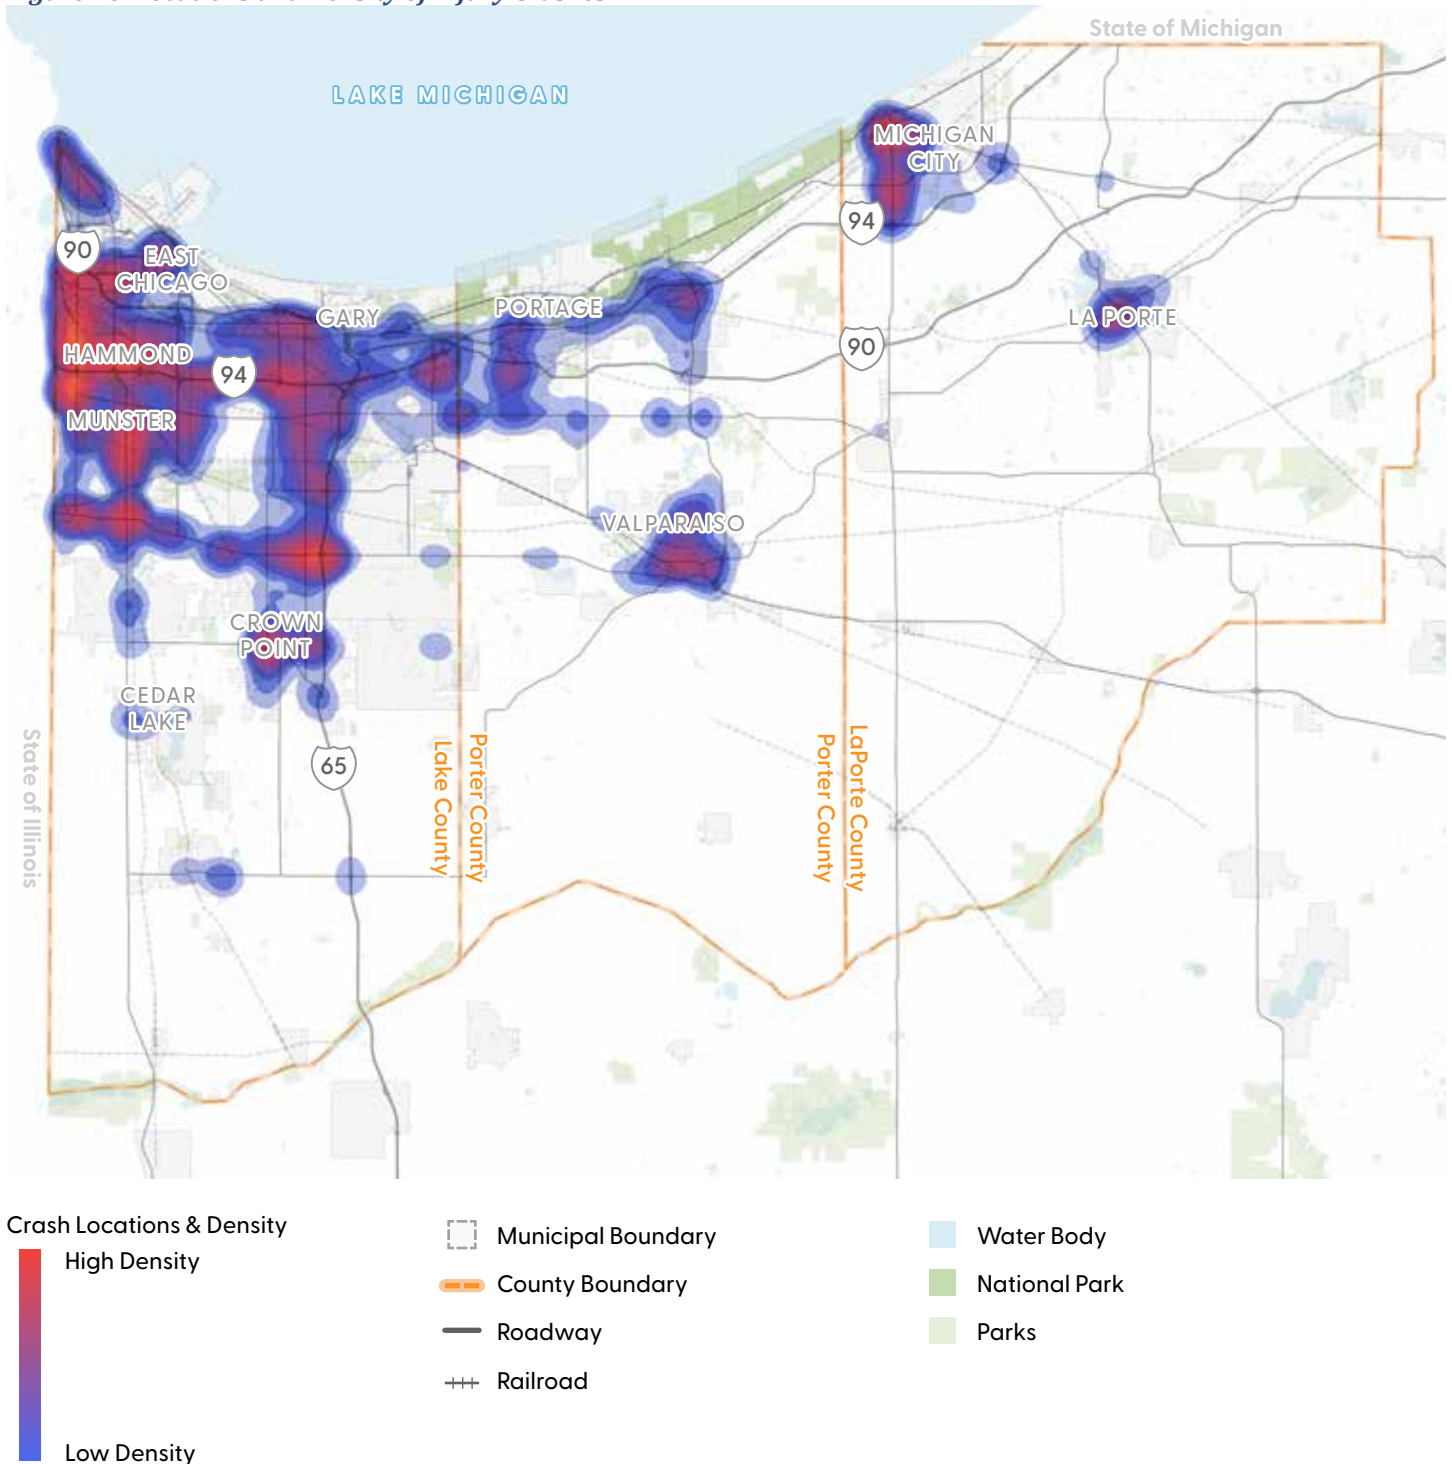 State of Michigan
LAKE MICHIGAN
MICHIGAN
CITY
94
90
EAST
CHICAGO
GARY
PORTAGE
LA PORTE
HAMMOND
94
90
MUNSTER
VALPARAISO
CROWN
POINT
CEDAR
LAKE
65
State of Illinois
Lake County
Porter County
Porter County
LaPorte County
Crash Locations & Density
High Density
Low Density
Municipal Boundary
County Boundary
Roadway
Railroad
Water Body
National Park
Parks